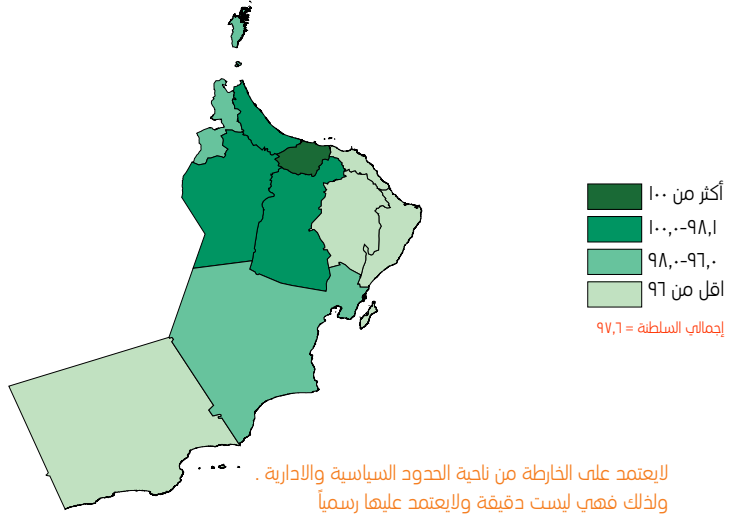 أكثر من ١٠٠
٩٨,١-١٠٠,٠
٩٦,٠-٩٨,٠
اقل من ٩٦
إجمالي السلطنة = ٩٧,٦
لايعتمد على الخارطة من ناحية الحدود السياسية والادارية .
ولذلك فهي ليست دقيقة ولايعتمد عليها رسمياً